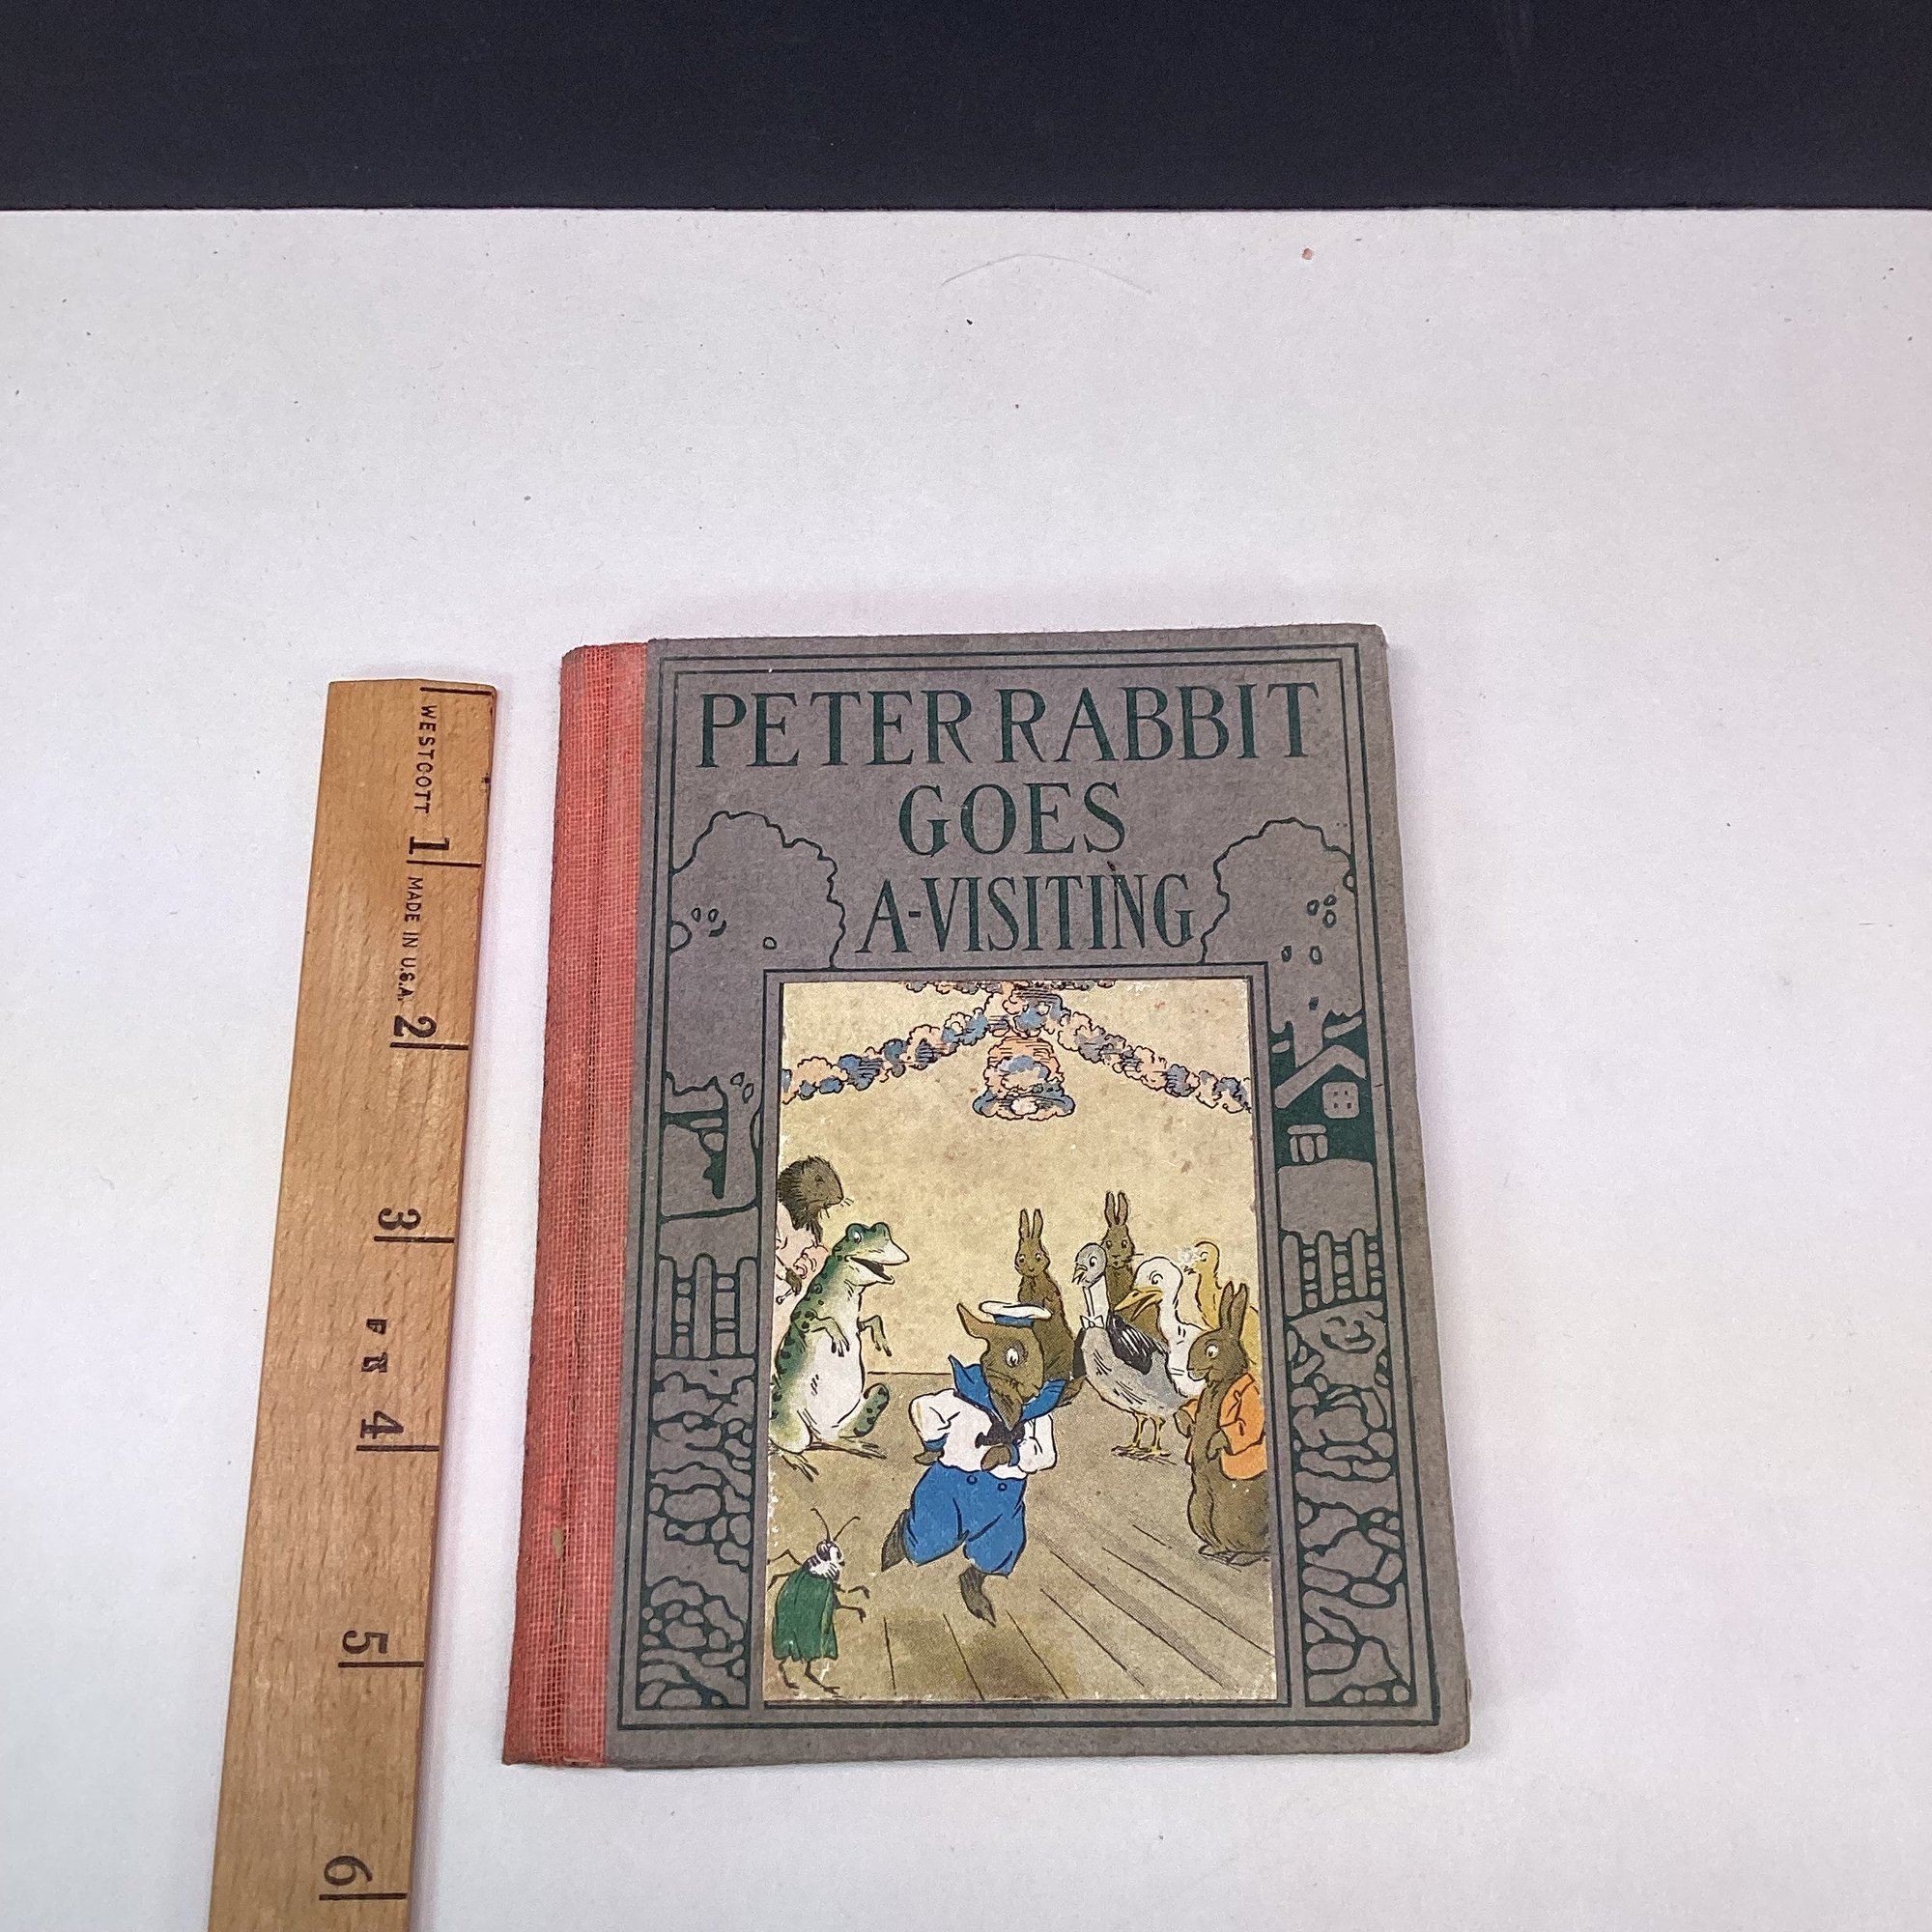 PETER RABBIT
GOES
A-VISITING
WESTCOTT
MADE IN U.S.A.
1
2
3
4
5
6